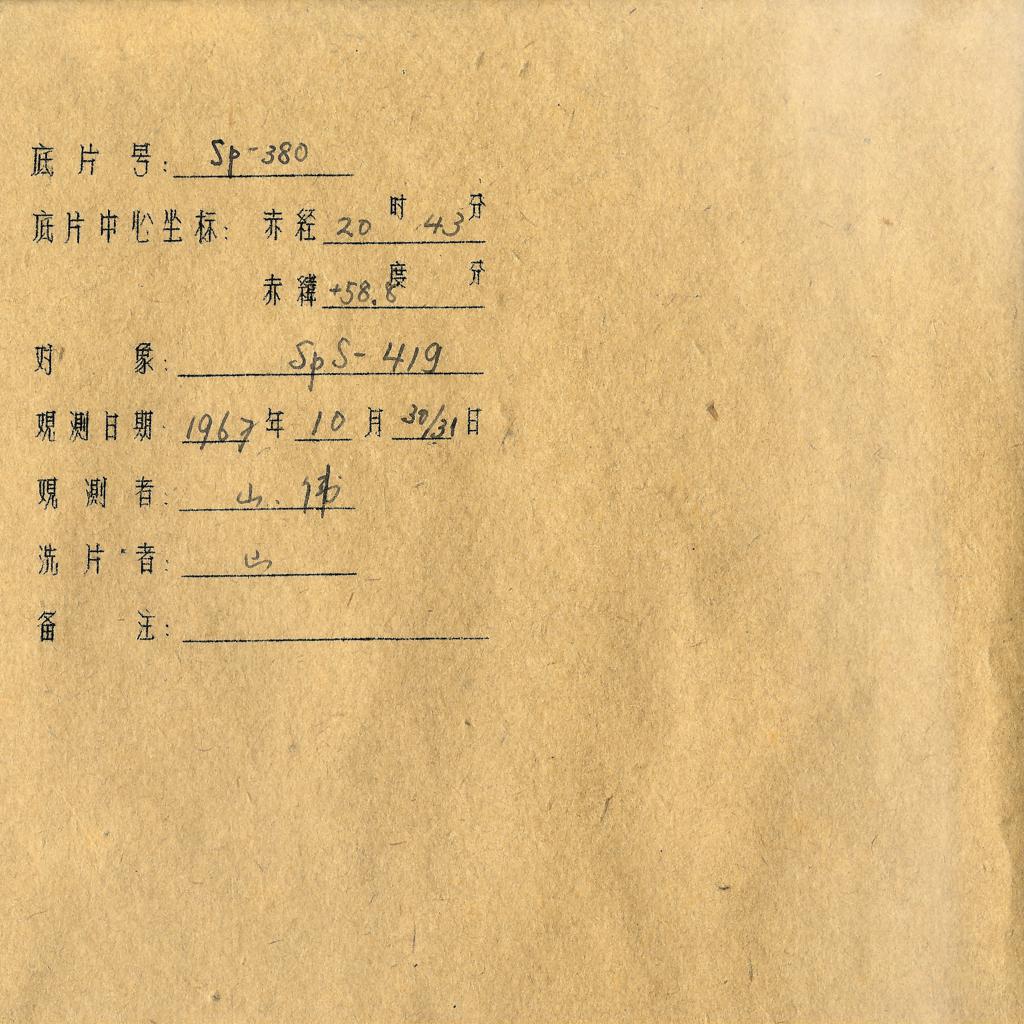 底片号: Sp-380
底片中心坐标: 赤经 20 时 43 分
赤緯 +58.8 度 分
对象: SpS-419
观测日期 1967 年 10 月 30/31 日
观测者: 山. 伟
洗片者: 山
备注: